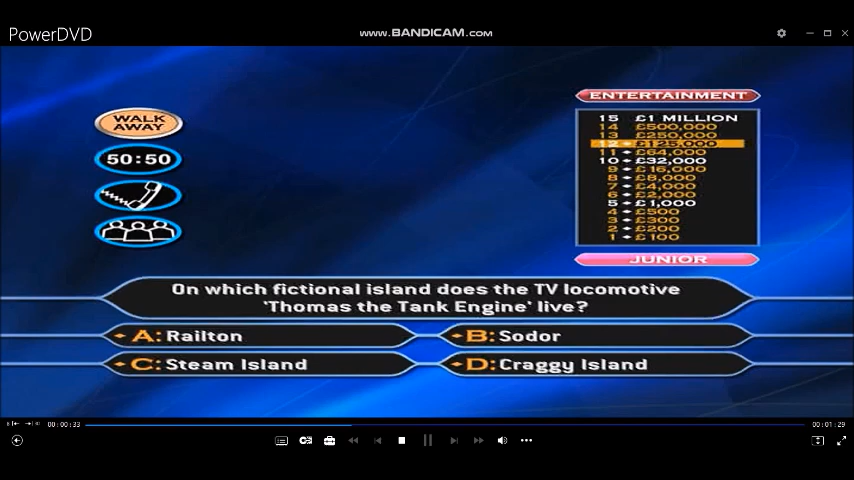 PowerDVD
www.BANDICAM.com
WALK AWAY
50:50
ENTERTAINMENT
15 £1 MILLION
14 £500,000
13 £250,000
12 £125,000
11 £64,000
10 £32,000
9 £16,000
8 £8,000
7 £4,000
6 £2,000
5 £1,000
4 £500
3 £300
2 £200
1 £100
JUNIOR
On which fictional island does the TV locomotive
'Thomas the Tank Engine' live?
A: Railton
B: Sodor
C: Steam Island
D: Craggy Island
00:00:33
00:01:29